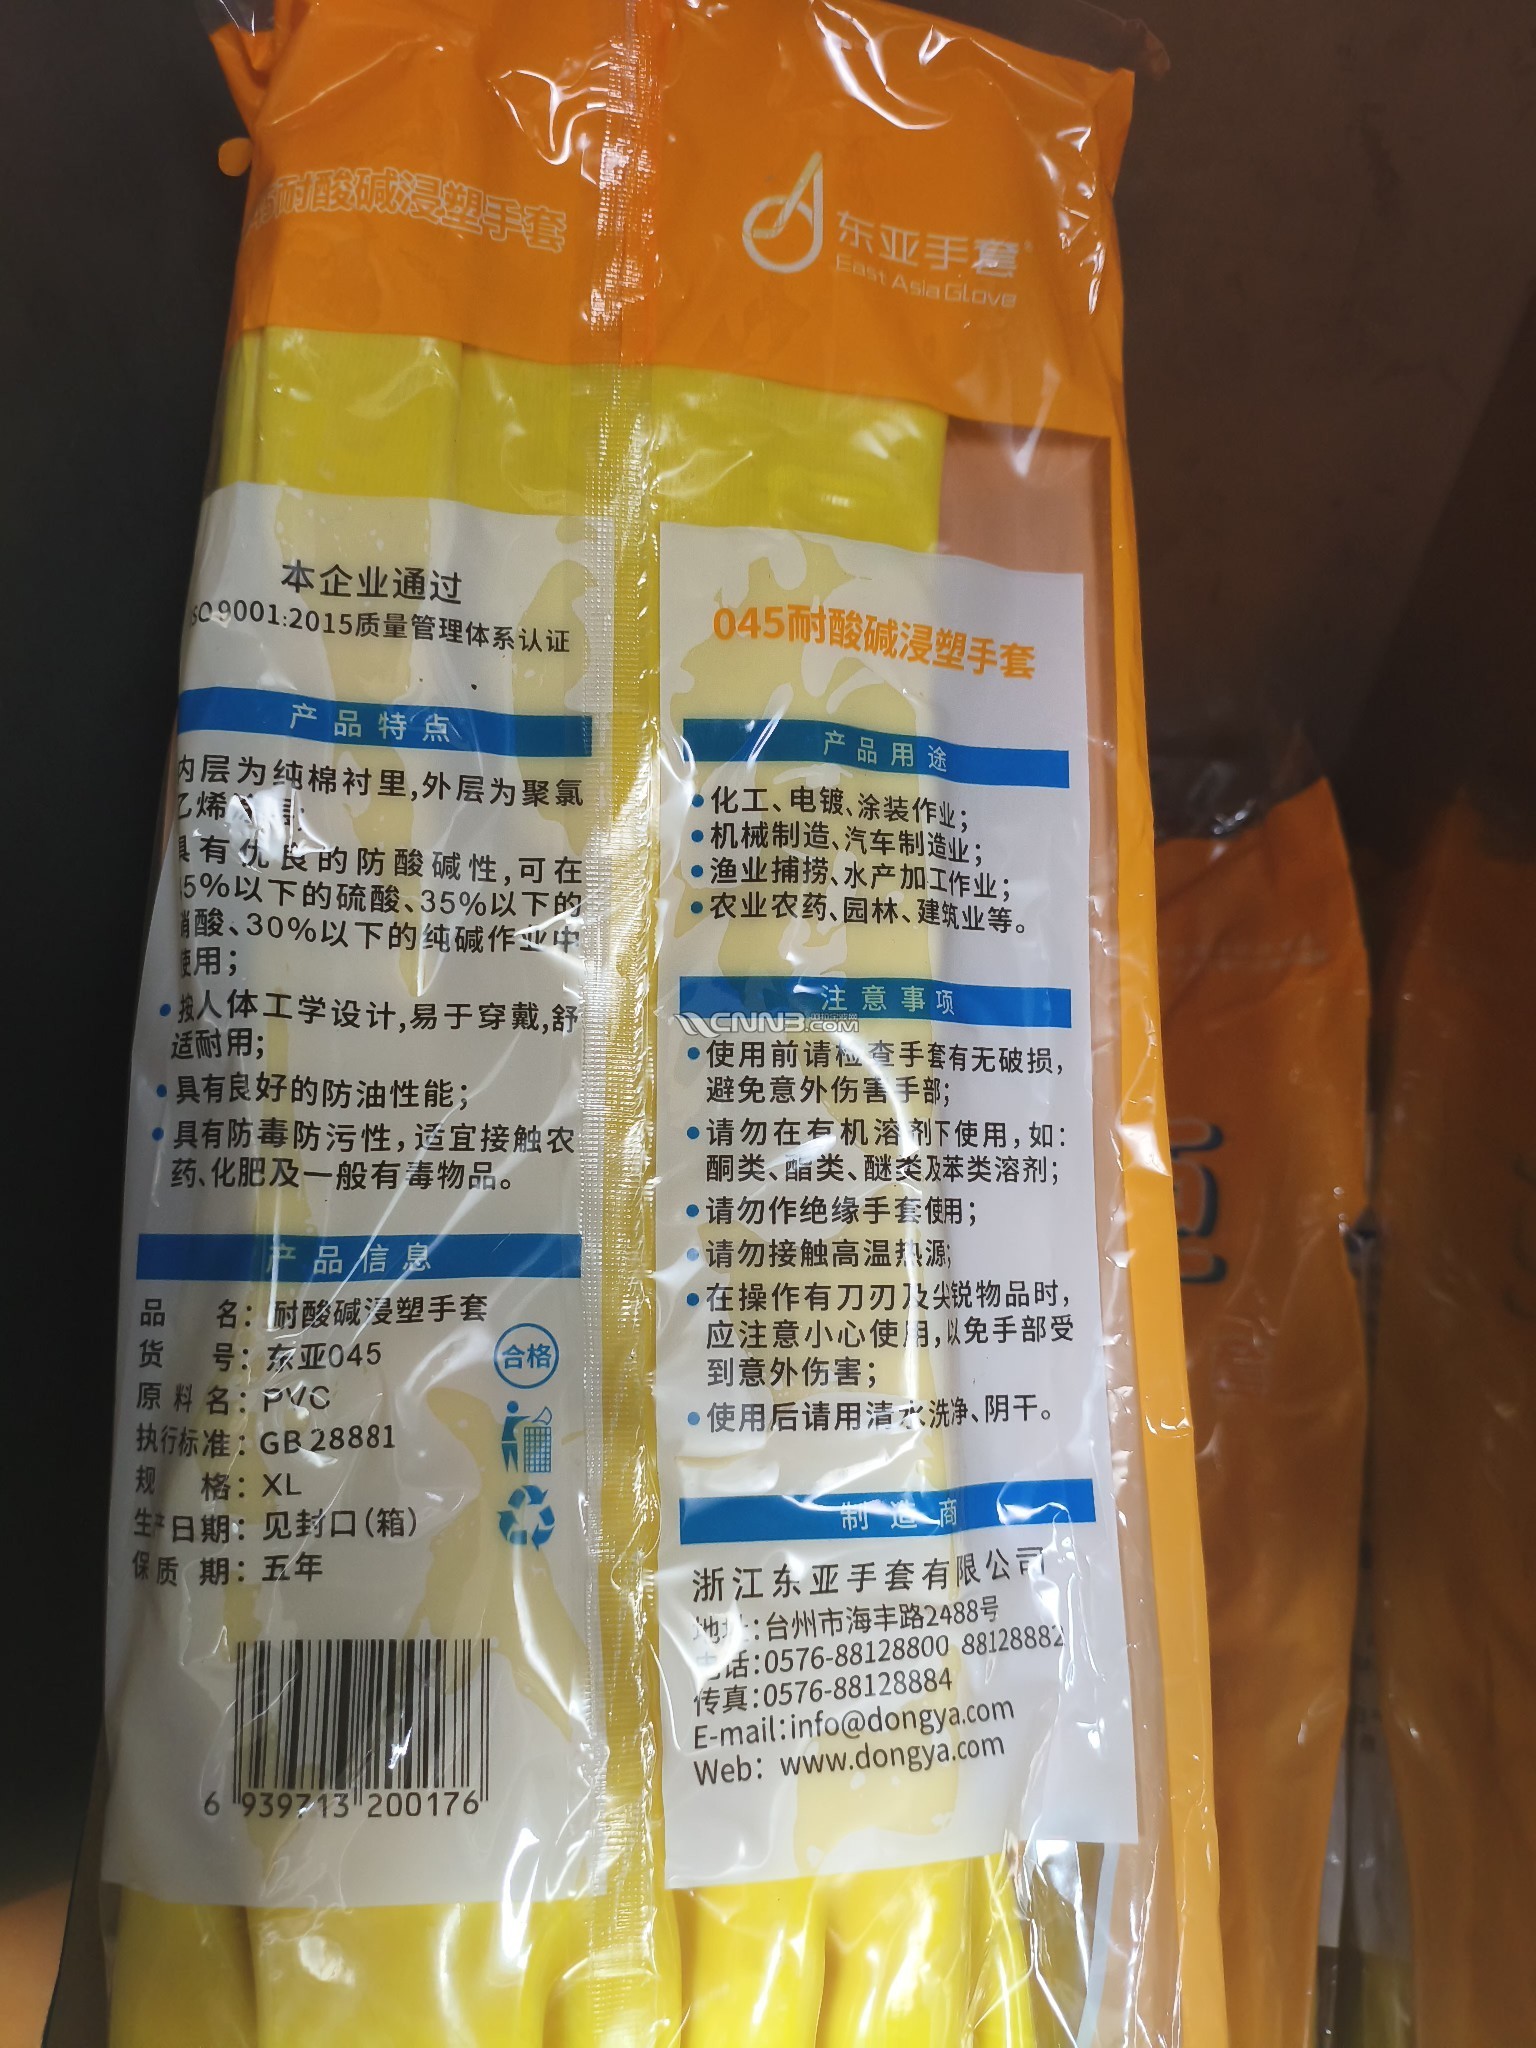 耐酸碱浸塑手套
东亚手套®
East Asia Glove
本企业通过
9001:2015质量管理体系认证
产品特点
内层为纯棉衬里,外层为聚氯
乙烯
具有优良的防酸碱性,可在
5%以下的硫酸、35%以下的
硝酸、30%以下的纯碱作业中
使用;
•按人体工学设计,易于穿戴,舒
适耐用;
•具有良好的防油性能;
•具有防毒防污性,适宜接触农
药、化肥及一般有毒物品。
产品信息
品名:耐酸碱浸塑手套
货号:东亚045
原料名:PVC
执行标准:GB 28881
规格:XL
生产日期:见封口(箱)
保质期:五年
合格
6 939713 200176
045耐酸碱浸塑手套
产品用途
•化工、电镀、涂装作业;
•机械制造、汽车制造业;
•渔业捕捞、水产加工作业;
•农业农药、园林、建筑业等。
注意事项
CNN3.COM
•使用前请检查手套有无破损,
避免意外伤害手部;
•请勿在有机溶剂下使用,如:
酮类、酯类、醚类及苯类溶剂;
•请勿作绝缘手套使用;
•请勿接触高温热源;
•在操作有刀刃及尖锐物品时,
应注意小心使用,以免手部受
到意外伤害;
•使用后请用清水洗净、阴干。
制造商
浙江东亚手套有限公司
地址:台州市海丰路2488号
电话:0576-88128800 88128882
传真:0576-88128884
E-mail:info@dongya.com
Web: www.dongya.com